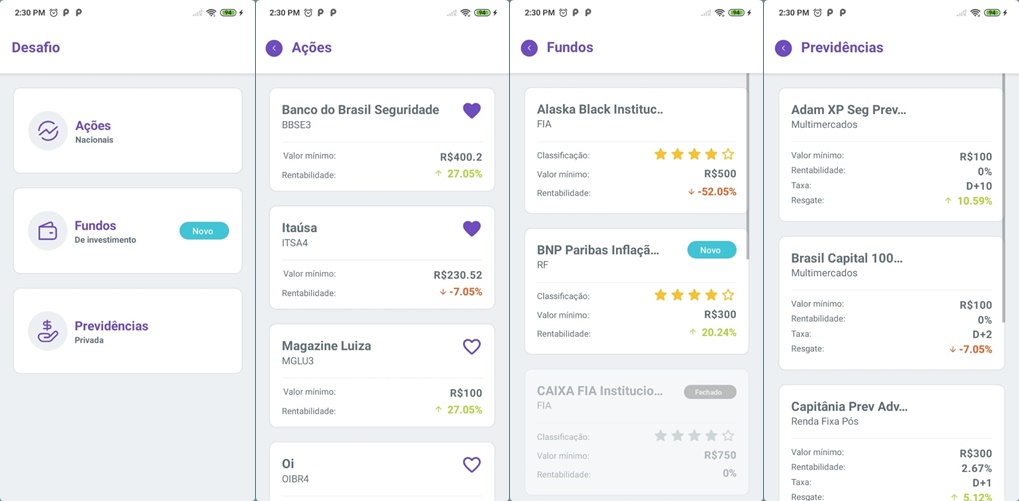 2:30 PM
94
Desafio
Ações
Nacionais
Fundos
De investimento
Novo
Previdências
Privada
2:30 PM
94
Ações
Banco do Brasil Seguridade
BBSE3
Valor mínimo: R$400.2
Rentabilidade: 27.05%
Itaúsa
ITSA4
Valor mínimo: R$230.52
Rentabilidade: -7.05%
Magazine Luiza
MGLU3
Valor mínimo: R$100
Rentabilidade: 27.05%
Oi
OIBR4
2:30 PM
94
Fundos
Alaska Black Instituc..
FIA
Classificação:
Valor mínimo: R$500
Rentabilidade: -52.05%
BNP Paribas Inflaçã... Novo
RF
Classificação:
Valor mínimo: R$300
Rentabilidade: 20.24%
CAIXA FIA Institucio... Fechado
FIA
Classificação:
Valor mínimo: R$750
Rentabilidade: 0%
2:30 PM
94
Previdências
Adam XP Seg Prev...
Multimercados
Valor mínimo: R$100
Rentabilidade: 0%
Taxa: D+10
Resgate: 10.59%
Brasil Capital 100...
Multimercados
Valor mínimo: R$100
Rentabilidade: 0%
Taxa: D+2
Resgate: -7.05%
Capitânia Prev Adv...
Renda Fixa Pós
Valor mínimo: R$300
Rentabilidade: 2.67%
Taxa: D+1
Resgate: 5.12%